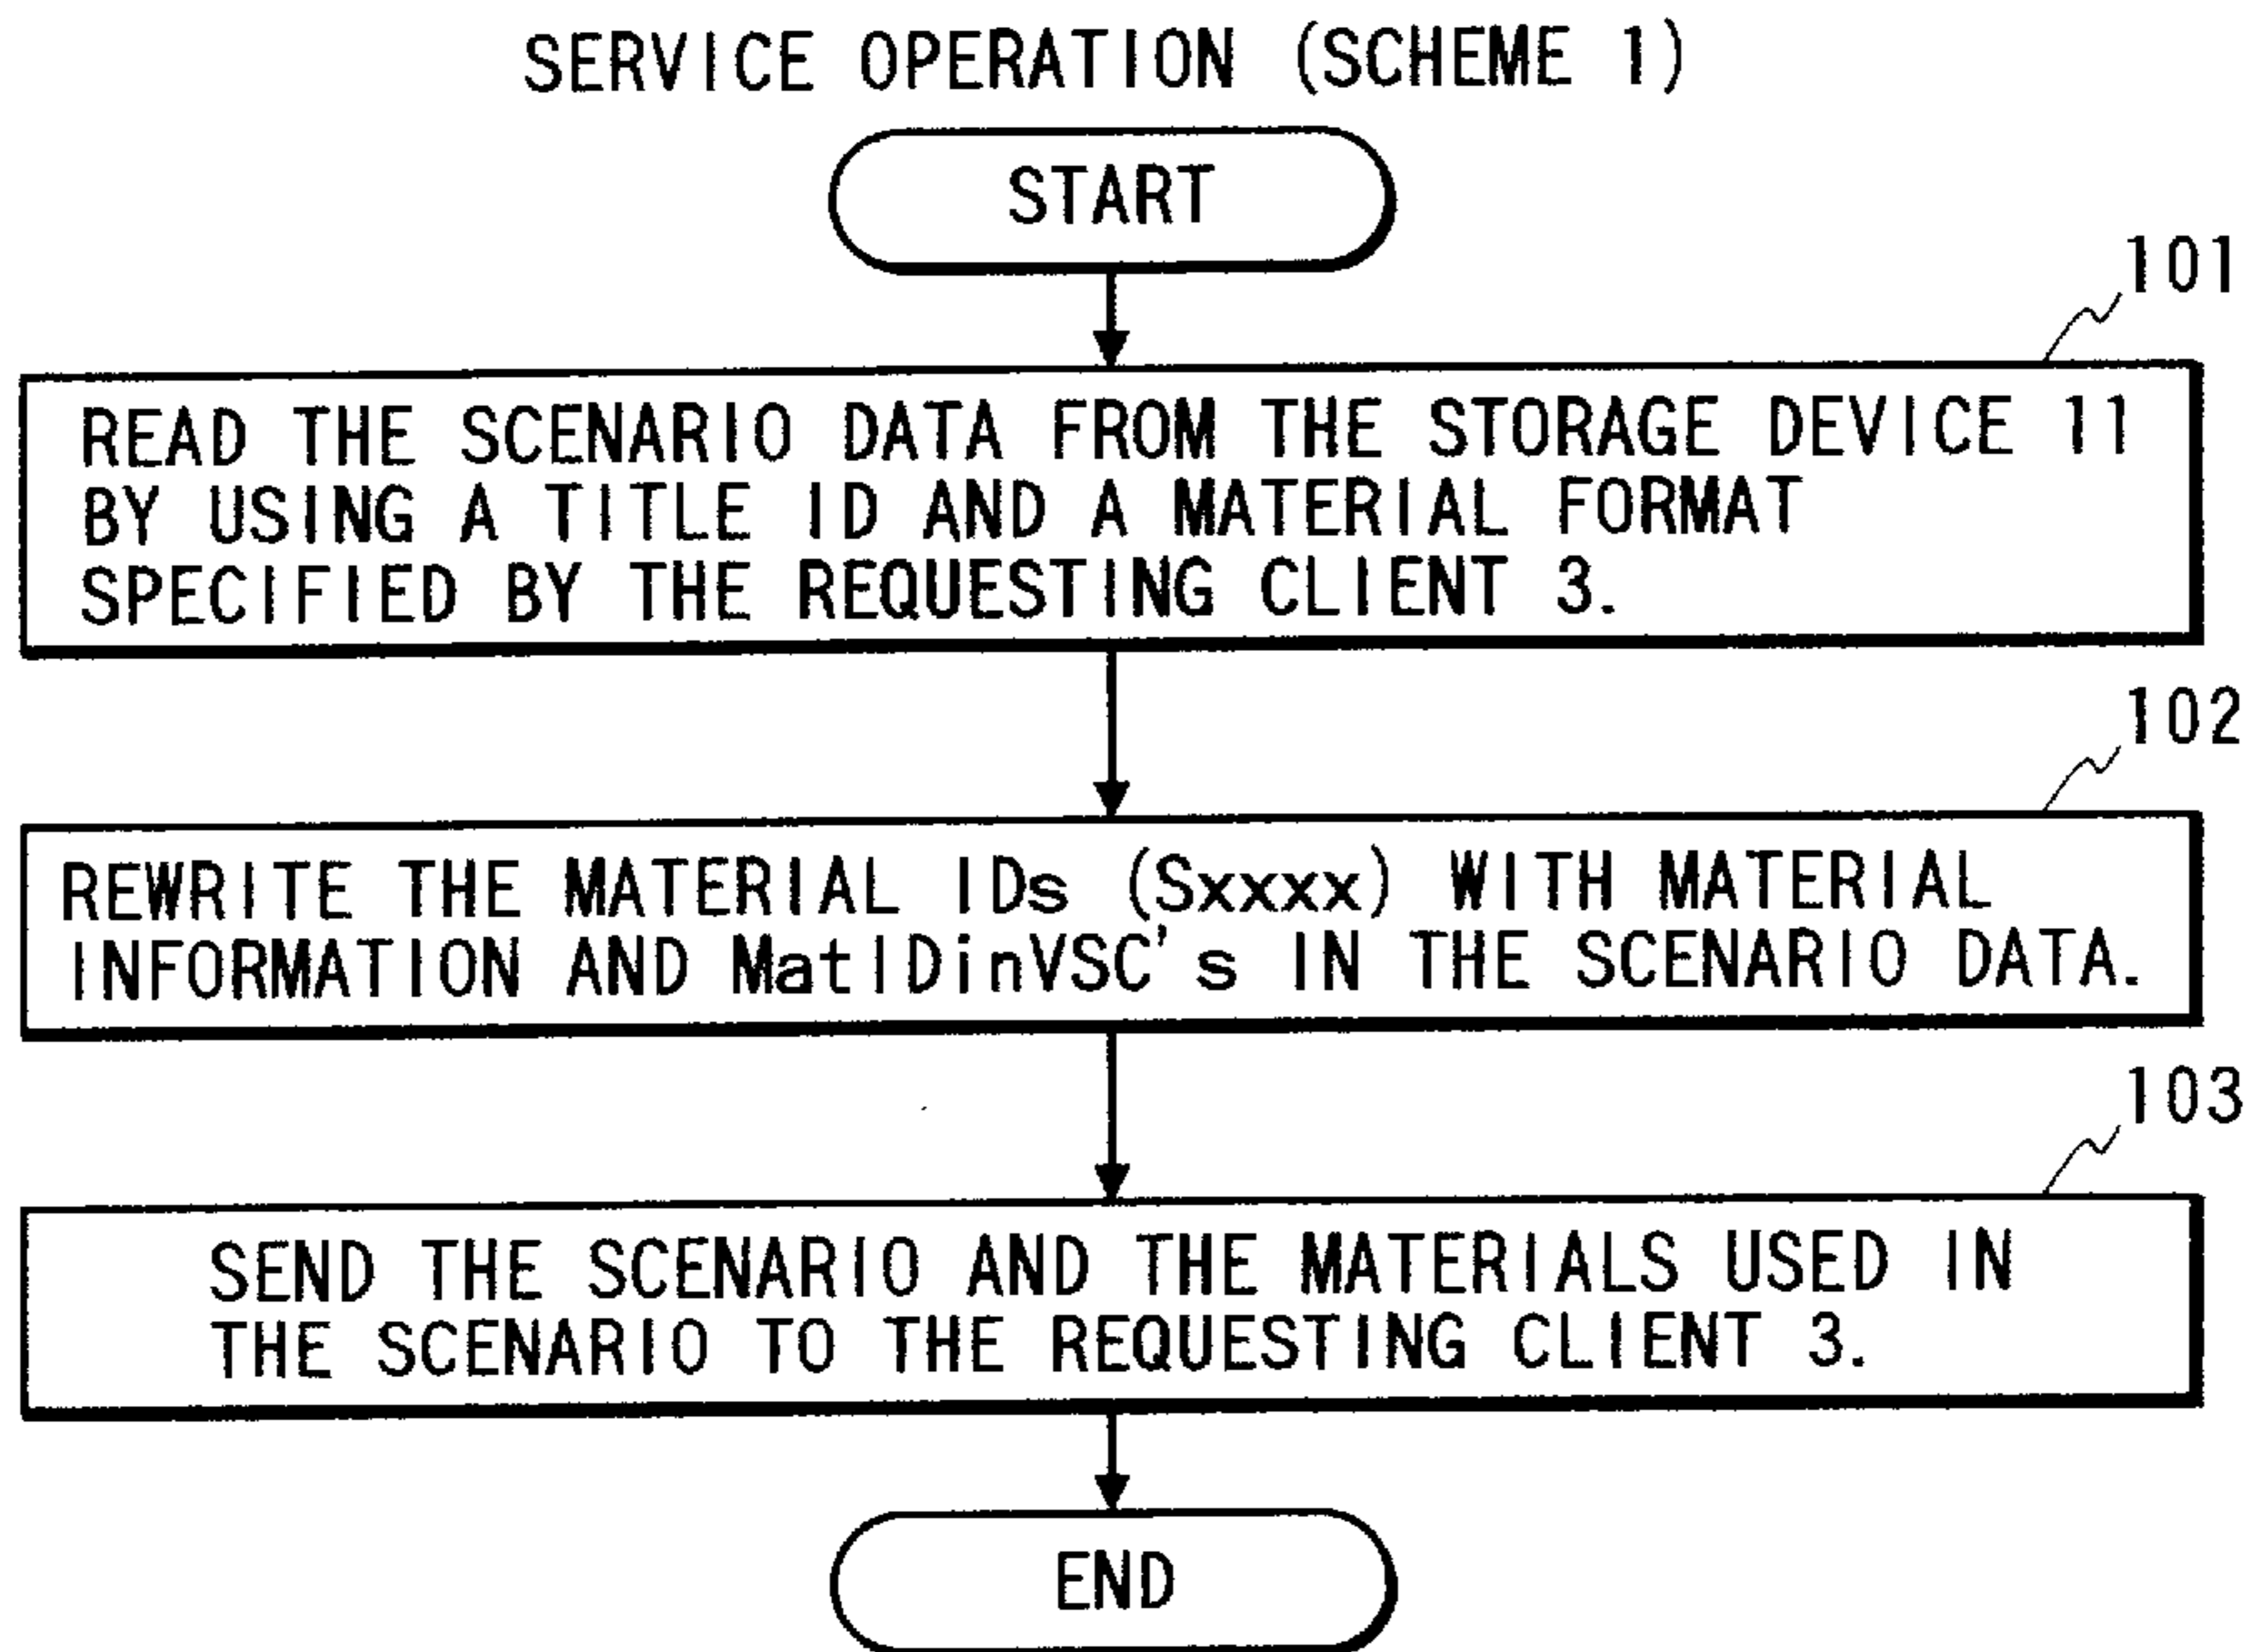 SERVICE OPERATION (SCHEME 1)
START
101
READ THE SCENARIO DATA FROM THE STORAGE DEVICE 11
BY USING A TITLE ID AND A MATERIAL FORMAT
SPECIFIED BY THE REQUESTING CLIENT 3.
102
REWRITE THE MATERIAL IDs (Sxxxx) WITH MATERIAL
INFORMATION AND MatIDinVSC's IN THE SCENARIO DATA.
103
SEND THE SCENARIO AND THE MATERIALS USED IN
THE SCENARIO TO THE REQUESTING CLIENT 3.
END